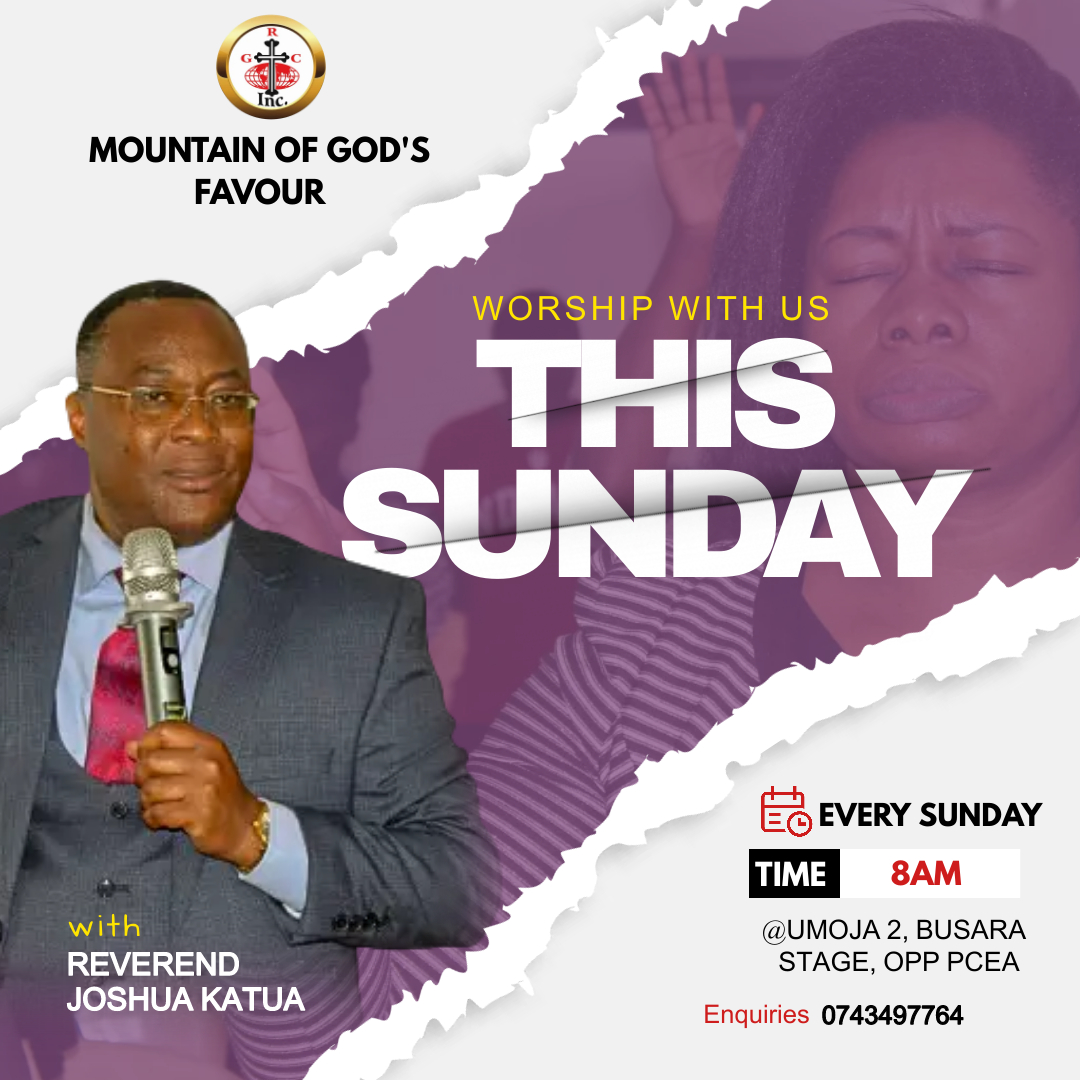 R
G C
Inc.
MOUNTAIN OF GOD'S
FAVOUR
WORSHIP WITH US
THIS
SUNDAY
with
REVEREND
JOSHUA KATUA
EVERY SUNDAY
TIME 8AM
@UMOJA 2, BUSARA
STAGE, OPP PCEA
Enquiries 0743497764